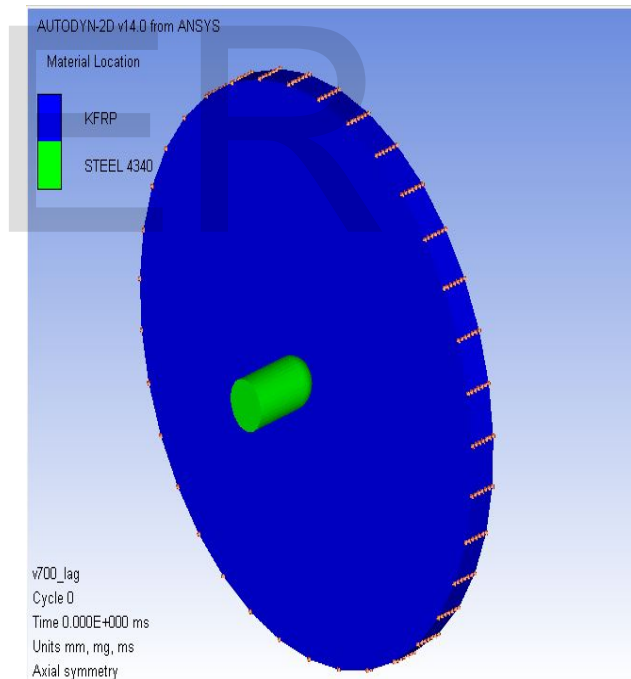 AUTODYN-2D v14.0 from ANSYS
Material Location
KFRP
STEEL 4340
ER
v700_lag
Cycle 0
Time 0.000E+000 ms
Units mm, mg, ms
Axial symmetry